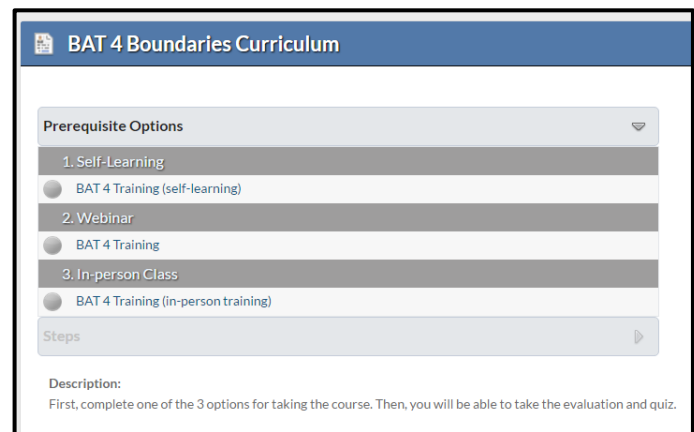 BAT 4 Boundaries Curriculum
Prerequisite Options
1. Self-Learning
BAT 4 Training (self-learning)
2. Webinar
BAT 4 Training
3. In-person Class
BAT 4 Training (in-person training)
Steps
Description:
First, complete one of the 3 options for taking the course. Then, you will be able to take the evaluation and quiz.